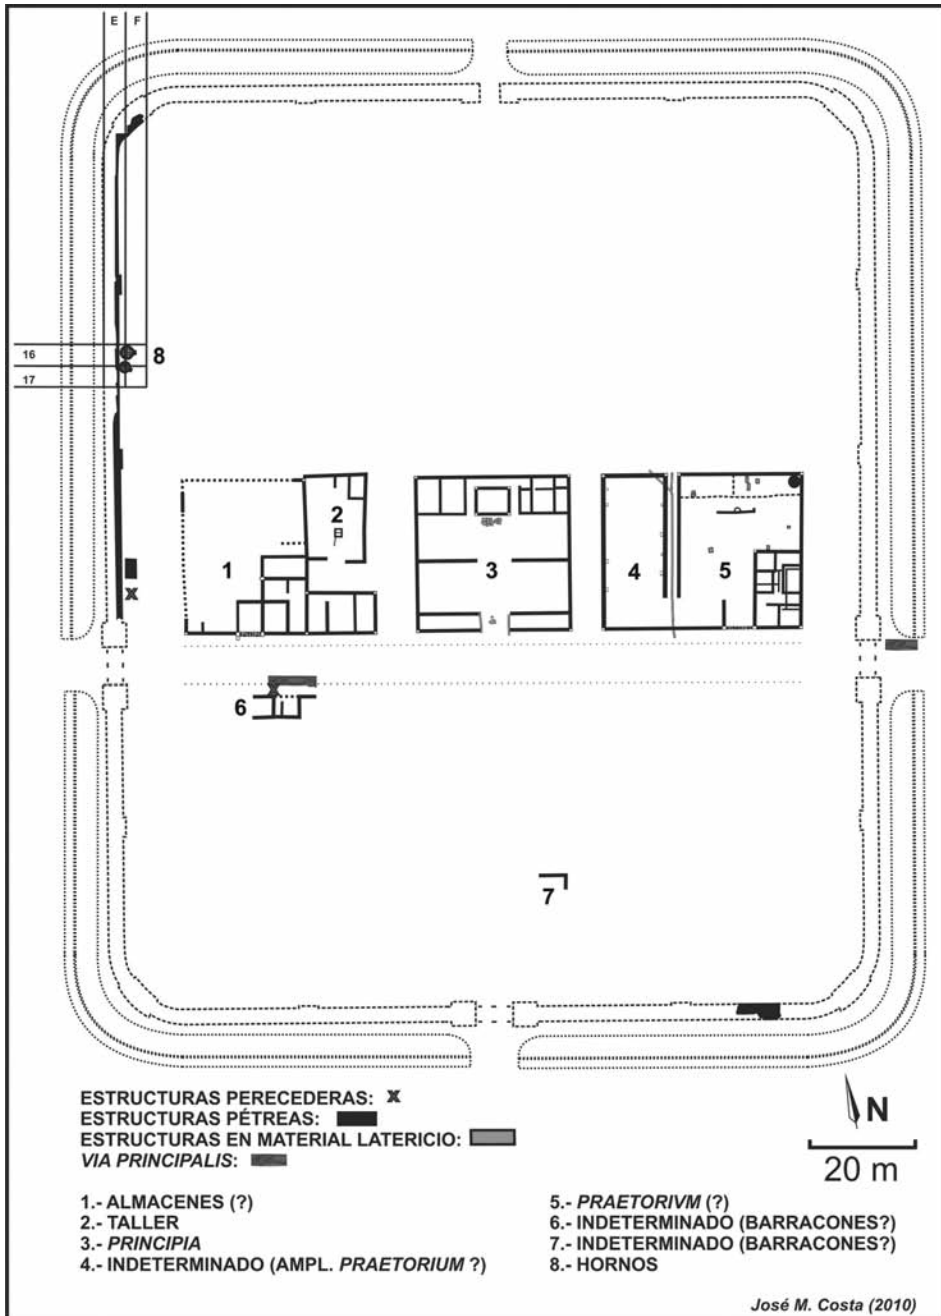 E F
16
17
8
1
2
3
4
5
6
7
ESTRUCTURAS PERECEDERAS: X
ESTRUCTURAS PÉTREAS:
ESTRUCTURAS EN MATERIAL LATERICIO:
VIA PRINCIPALIS:
N
20 m
1.- ALMACENES (?)
2.- TALLER
3.- PRINCIPIA
4.- INDETERMINADO (AMPL. PRAETORIUM ?)
5.- PRAETORIVM (?)
6.- INDETERMINADO (BARRACONES?)
7.- INDETERMINADO (BARRACONES?)
8.- HORNOS
José M. Costa (2010)